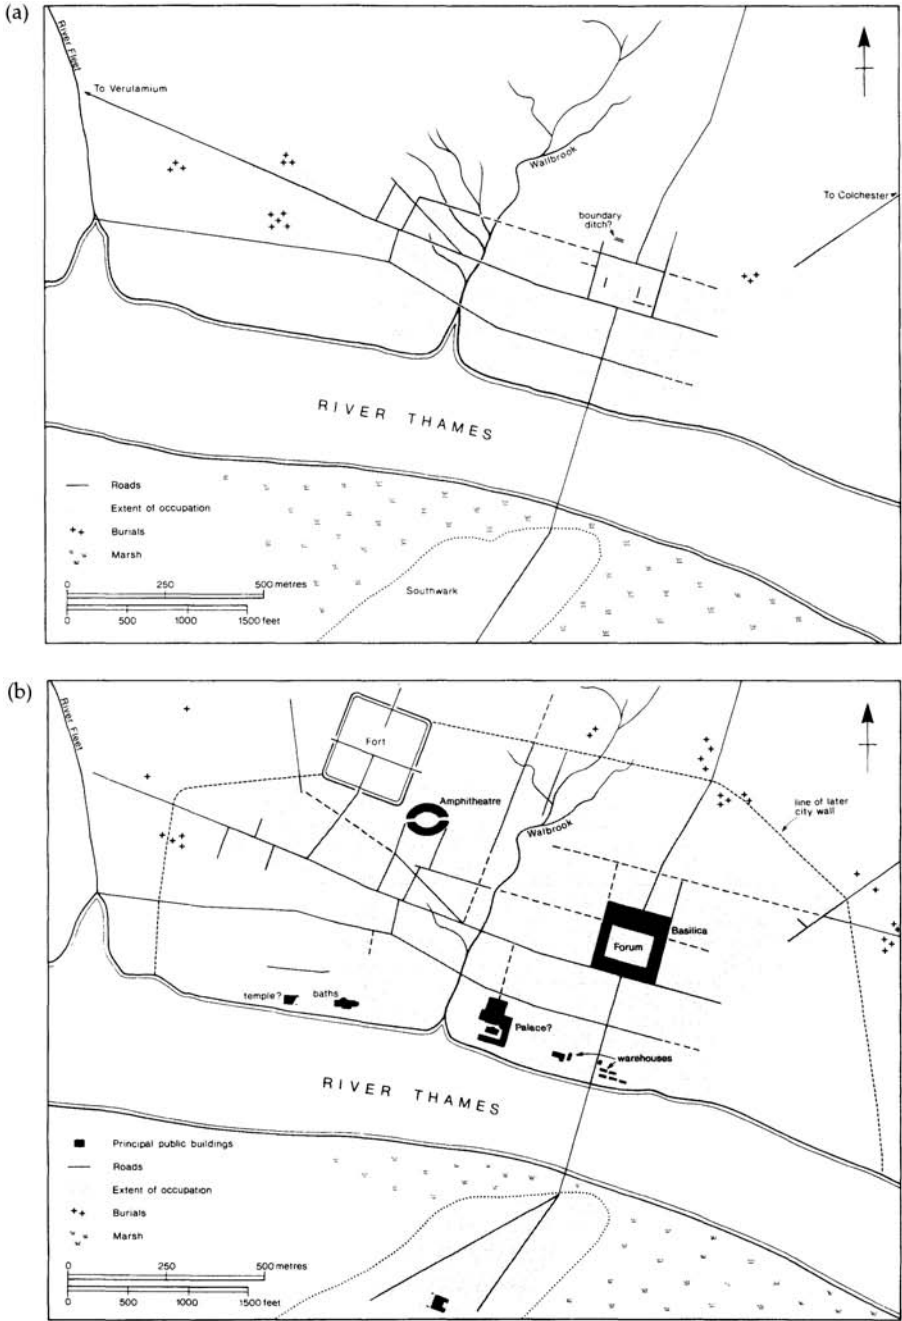 (a)
River Fleet
To Verulamium
Wallbrook
To Colchester
boundary
ditch?
RIVER THAMES
Roads
Extent of occupation
Burials
Marsh
0 250 500 metres
0 500 1000 1500 feet
Southwark
(b)
River Fleet
Fort
Amphitheatre
line of later
city wall
Walbrook
Basilica
Forum
temple?
baths
Palace?
warehouses
RIVER THAMES
Principal public buildings
Roads
Extent of occupation
Burials
Marsh
0 250 500 metres
0 500 1000 1500 feet